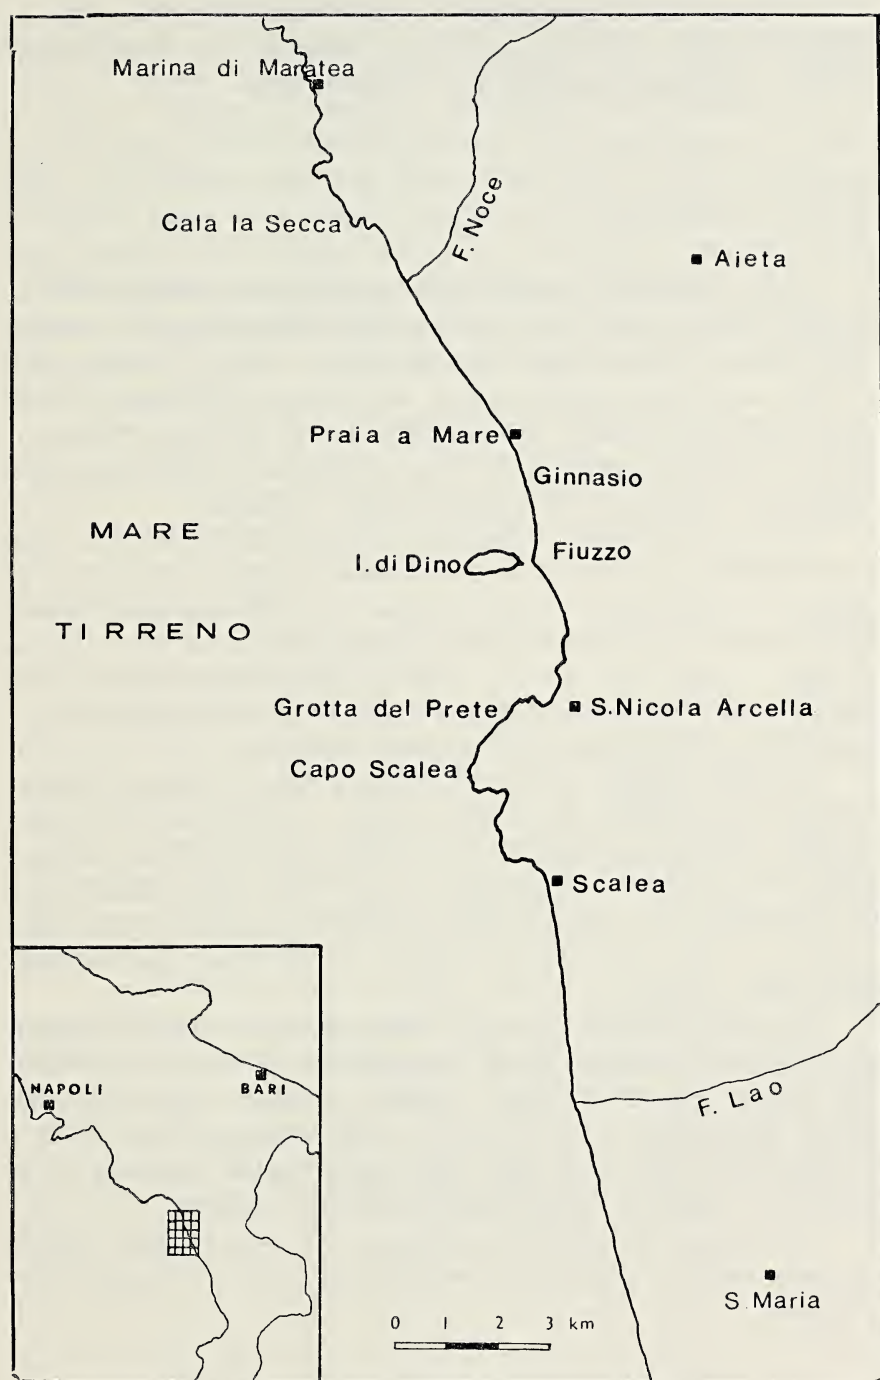 Marina di Maratea
Cala la Secca
F. Noce
Aieta
Praia a Mare
Ginnasio
MARE
I. di Dino
Fiuzzo
TIRRENO
Grotta del Prete
S. Nicola Arcella
Capo Scalea
Scalea
NAPOLI
BARI
F. Lao
S. Maria
0 1 2 3 km